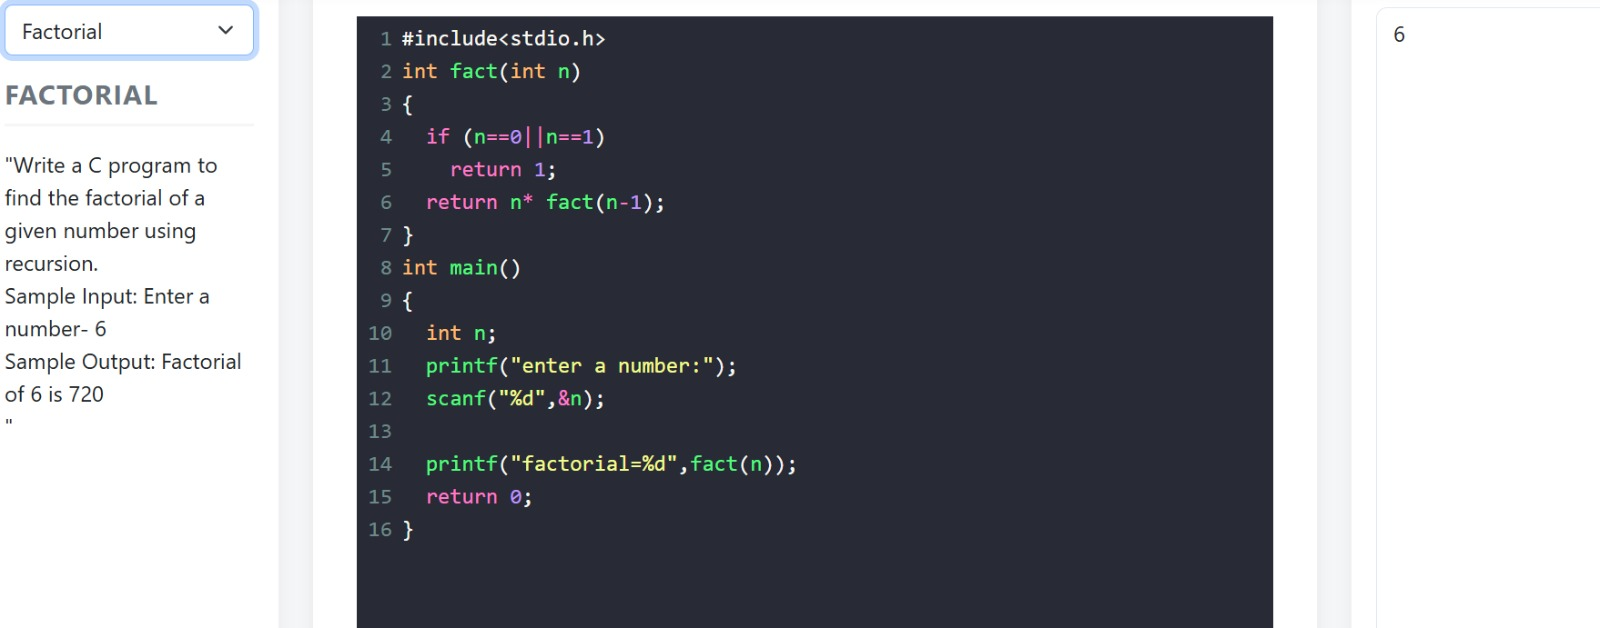 Factorial
FACTORIAL
"Write a C program to
find the factorial of a
given number using
recursion.
Sample Input: Enter a
number- 6
Sample Output: Factorial
of 6 is 720
"
1 #include<stdio.h>
2 int fact(int n)
3 {
4   if (n==0||n==1)
5     return 1;
6   return n* fact(n-1);
7 }
8 int main()
9 {
10   int n;
11   printf("enter a number:");
12   scanf("%d",&n);
13
14   printf("factorial=%d",fact(n));
15   return 0;
16 }
6